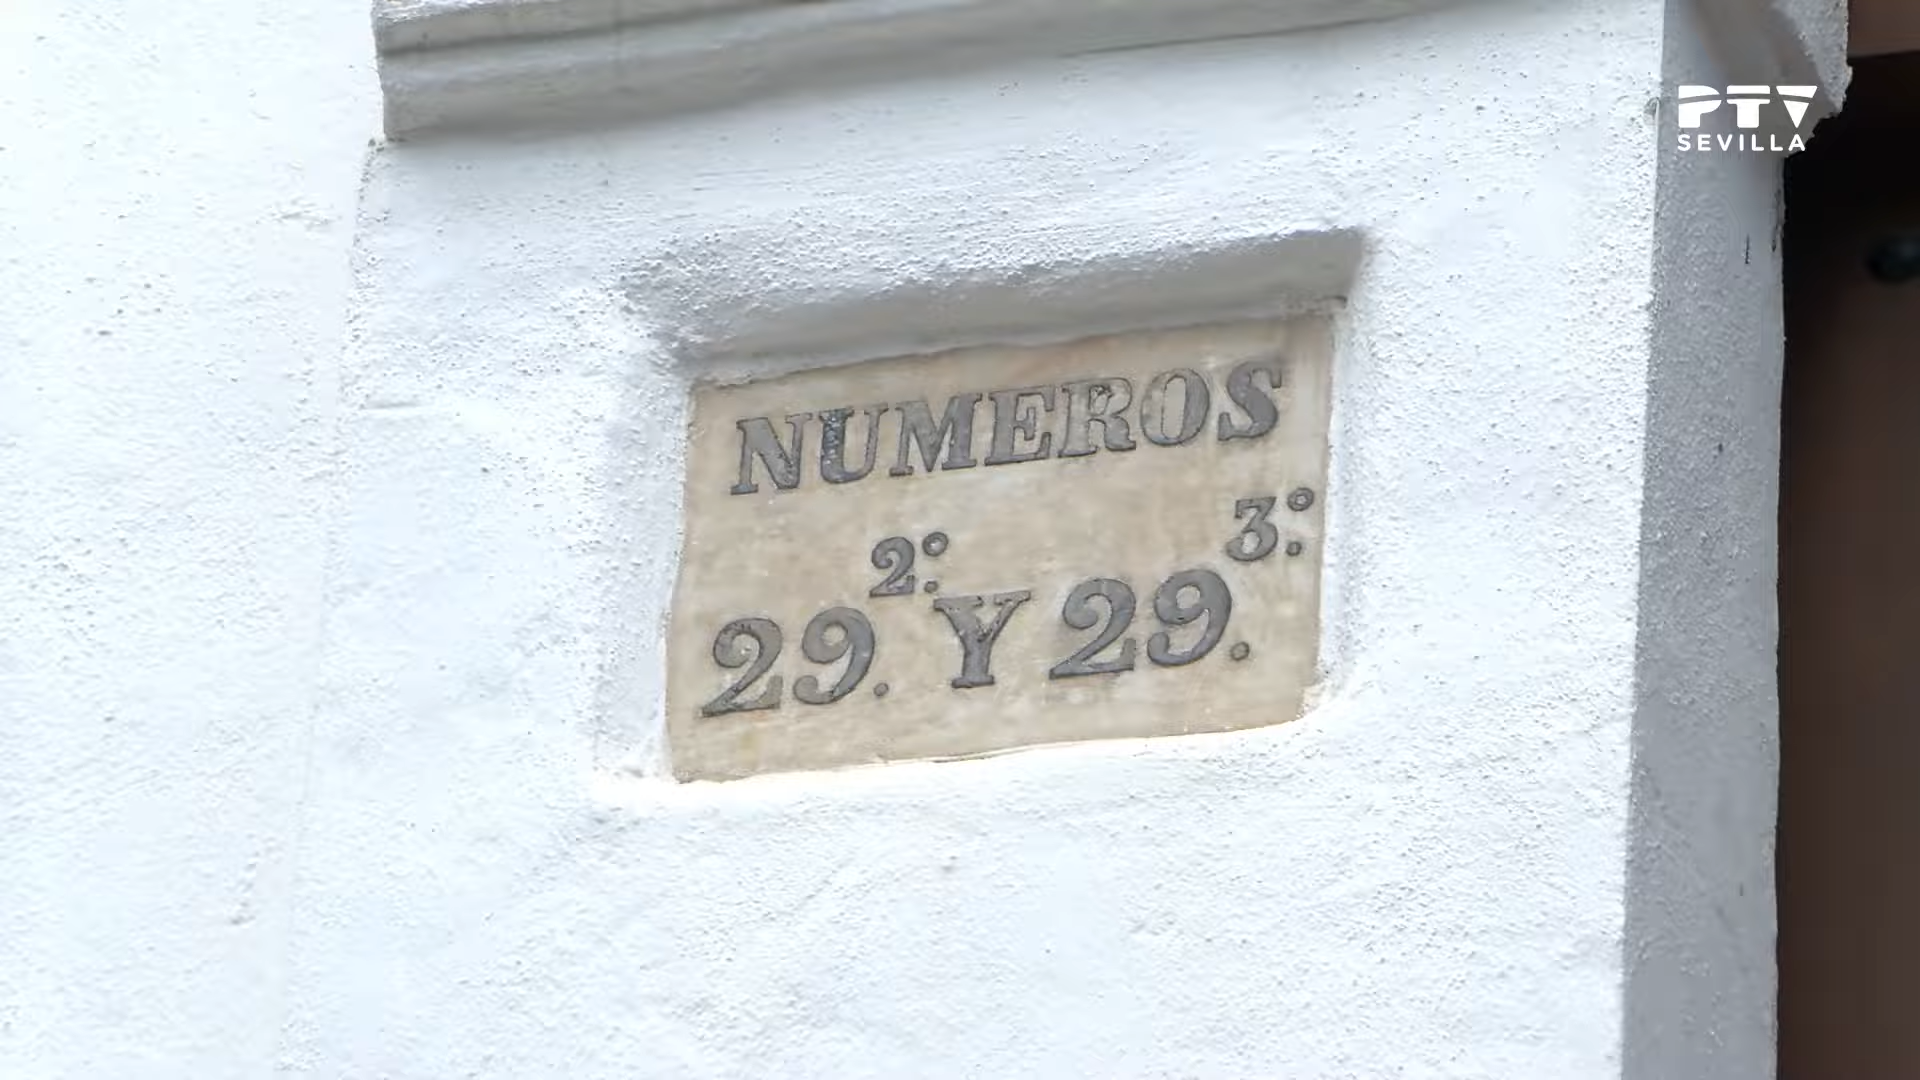 PTV
SEVILLA
NUMEROS
2.º 3.º
29. Y 29.